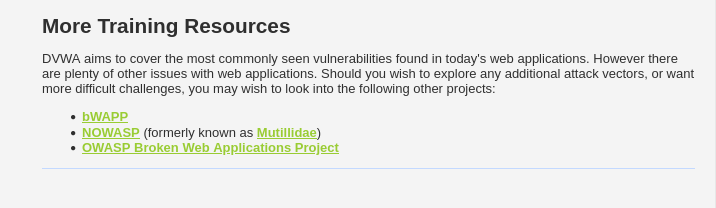 More Training Resources
DVWA aims to cover the most commonly seen vulnerabilities found in today's web applications. However there
are plenty of other issues with web applications. Should you wish to explore any additional attack vectors, or want
more difficult challenges, you may wish to look into the following other projects:
• bWAPP
• NOWASP (formerly known as Mutillidae)
• OWASP Broken Web Applications Project